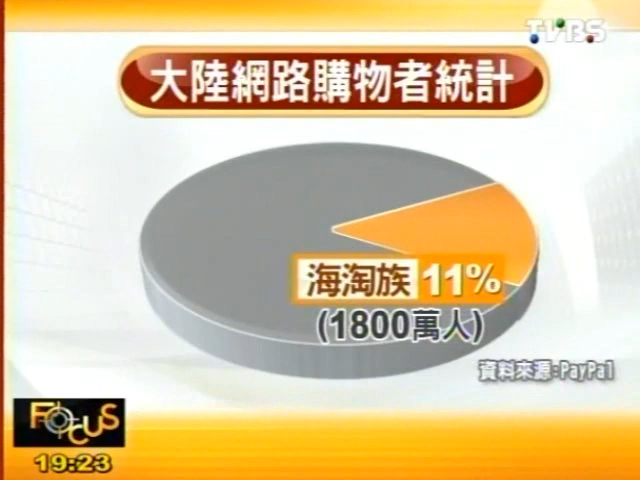 TVBS
大陸網路購物者統計
海淘族 11%
(1800萬人)
資料來源:PayPal
FOCUS
19:23